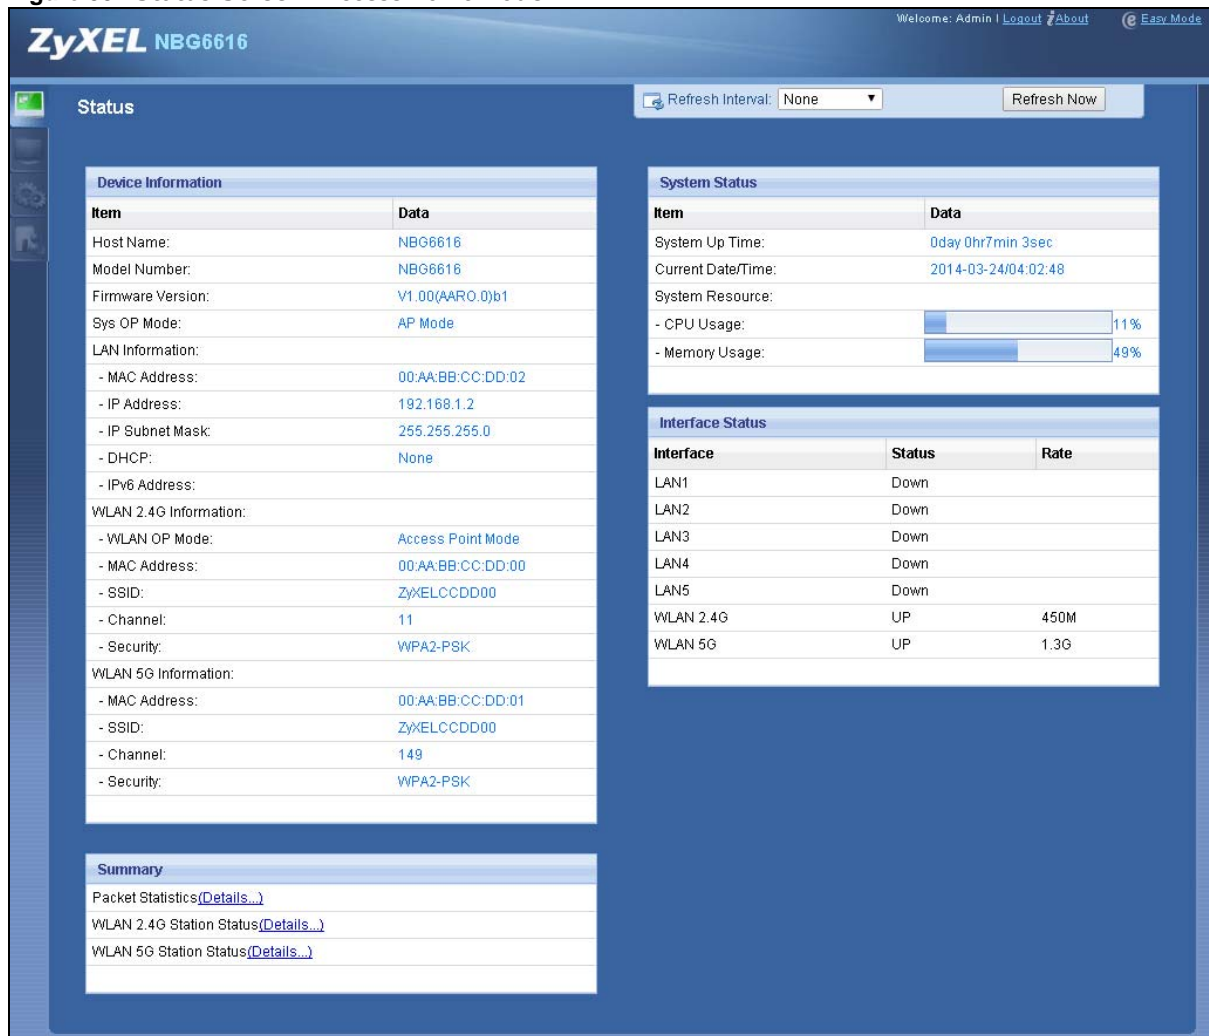 ZyXEL NBG6616
Welcome: Admin | Logout About
Easy Mode
Status
Refresh Interval: None
Refresh Now
Device Information
Item Data
Host Name: NBG6616
Model Number: NBG6616
Firmware Version: V1.00(AARO.0)b1
Sys OP Mode: AP Mode
LAN Information:
- MAC Address: 00:AA:BB:CC:DD:02
- IP Address: 192.168.1.2
- IP Subnet Mask: 255.255.255.0
- DHCP: None
- IPv6 Address:
WLAN 2.4G Information:
- WLAN OP Mode: Access Point Mode
- MAC Address: 00:AA:BB:CC:DD:00
- SSID: ZyXELCCDD00
- Channel: 11
- Security: WPA2-PSK
WLAN 5G Information:
- MAC Address: 00:AA:BB:CC:DD:01
- SSID: ZyXELCCDD00
- Channel: 149
- Security: WPA2-PSK
Summary
Packet Statistics(Details...)
WLAN 2.4G Station Status(Details...)
WLAN 5G Station Status(Details...)
System Status
Item Data
System Up Time: 0day 0hr7min 3sec
Current Date/Time: 2014-03-24/04:02:48
System Resource:
- CPU Usage: 11%
- Memory Usage: 49%
Interface Status
Interface Status Rate
LAN1 Down
LAN2 Down
LAN3 Down
LAN4 Down
LAN5 Down
WLAN 2.4G UP 450M
WLAN 5G UP 1.3G